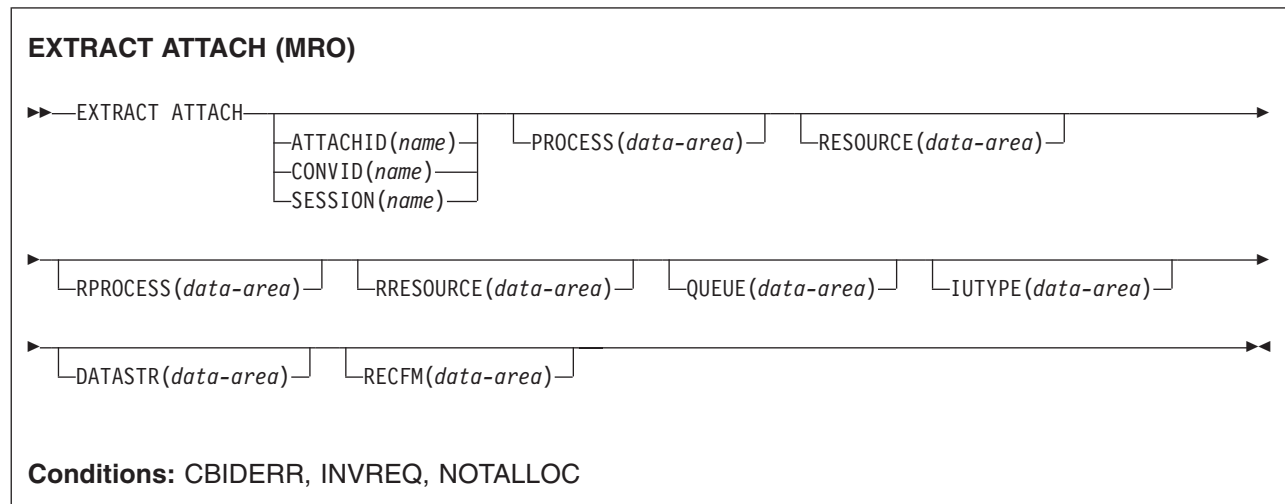 EXTRACT ATTACH (MRO)
EXTRACT ATTACH
ATTACHID(name)
CONVID(name)
SESSION(name)
PROCESS(data-area)
RESOURCE(data-area)
RPROCESS(data-area)
RRESOURCE(data-area)
QUEUE(data-area)
IUTYPE(data-area)
DATASTR(data-area)
RECFM(data-area)
Conditions: CBIDERR, INVREQ, NOTALLOC